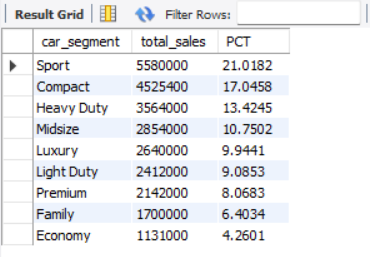 Result Grid Filter Rows:
car_segment total_sales PCT
Sport 5580000 21.0182
Compact 4525400 17.0458
Heavy Duty 3564000 13.4245
Midsize 2854000 10.7502
Luxury 2640000 9.9441
Light Duty 2412000 9.0853
Premium 2142000 8.0683
Family 1700000 6.4034
Economy 1131000 4.2601